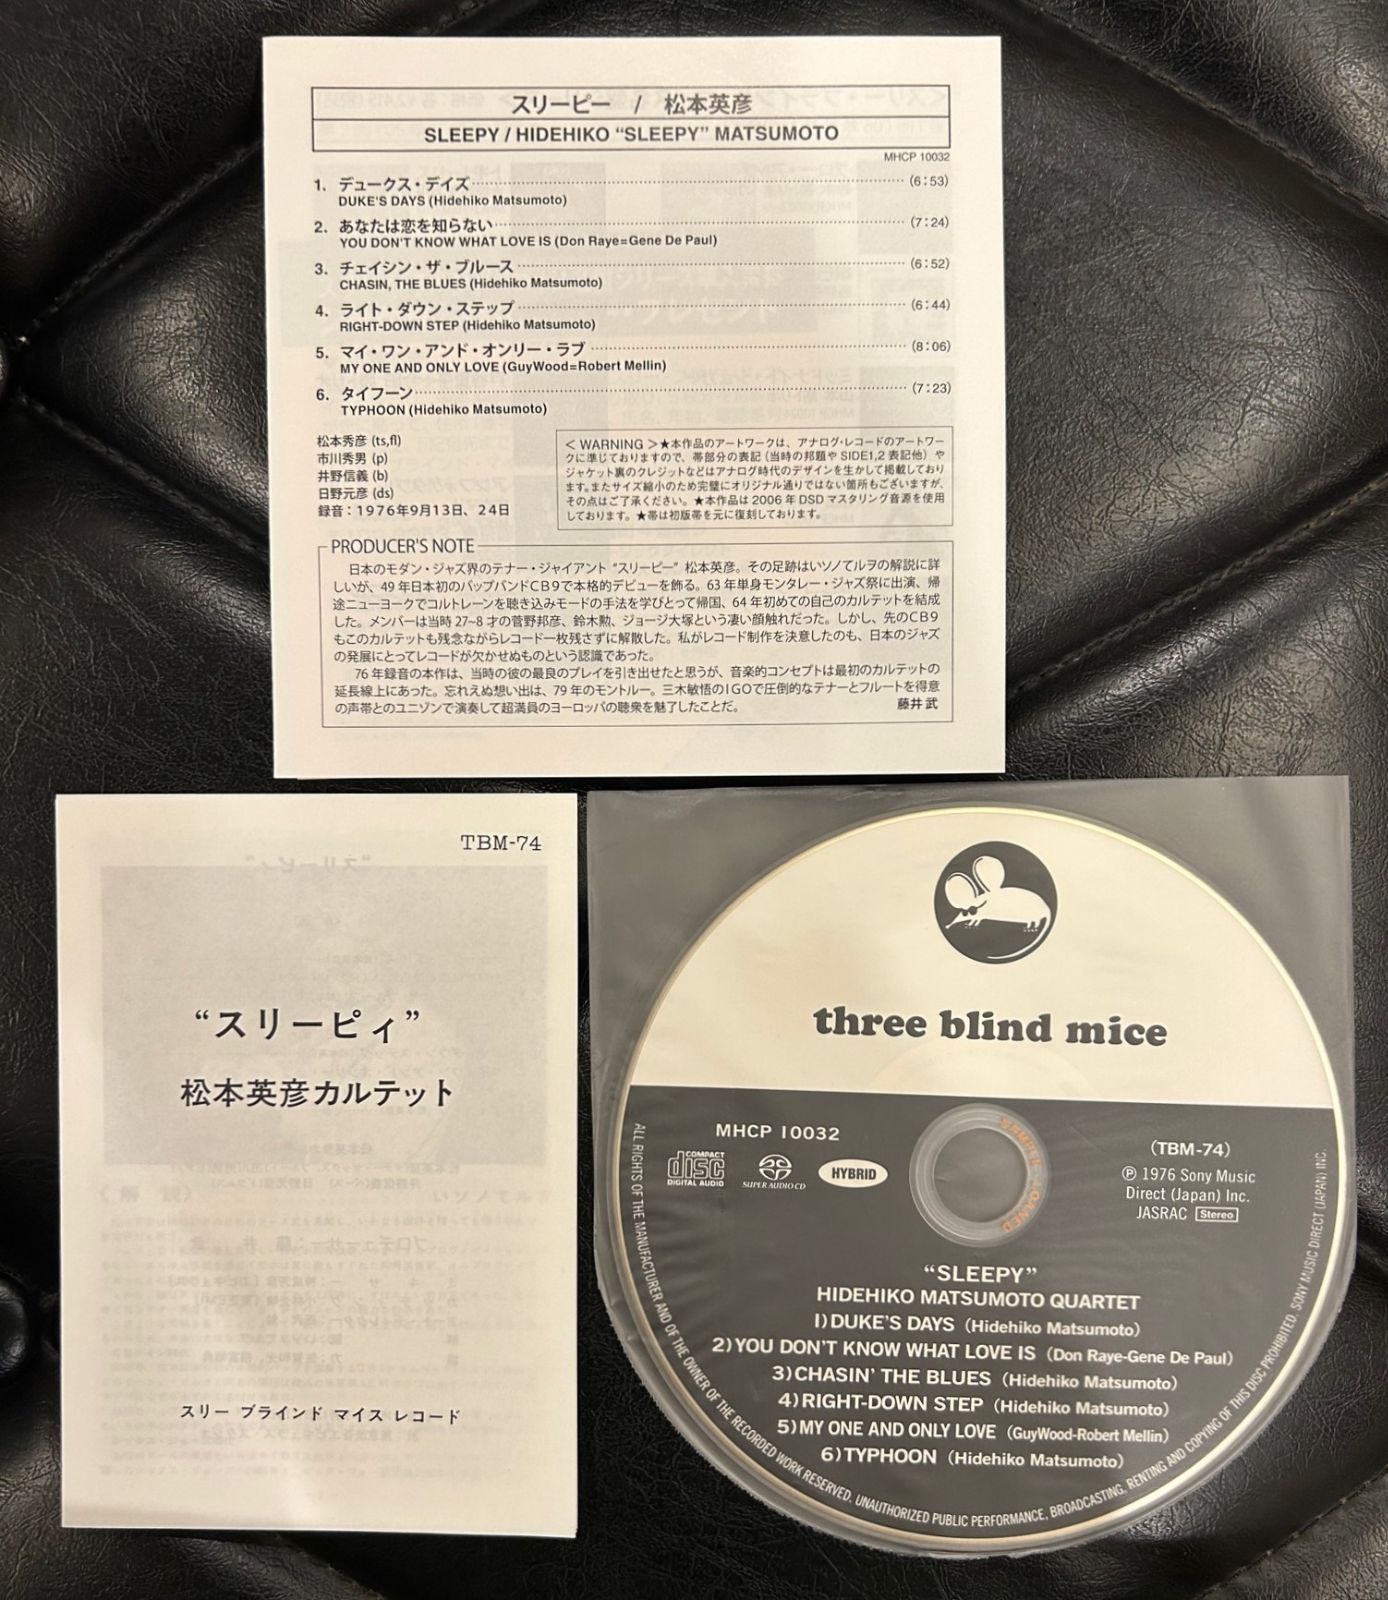 スリーピー / 松本英彦
SLEEPY / HIDEHIKO “SLEEPY” MATSUMOTO
MHCP 10032
1. デュークス・デイズ (6:53)
DUKE'S DAYS (Hidehiko Matsumoto)
2. あなたは恋を知らない (7:24)
YOU DON'T KNOW WHAT LOVE IS (Don Raye=Gene De Paul)
3. チェイシン・ザ・ブルース (6:52)
CHASIN, THE BLUES (Hidehiko Matsumoto)
4. ライト・ダウン・ステップ (6:44)
RIGHT-DOWN STEP (Hidehiko Matsumoto)
5. マイ・ワン・アンド・オンリー・ラブ (8:06)
MY ONE AND ONLY LOVE (GuyWood=Robert Mellin)
6. タイフーン (7:23)
TYPHOON (Hidehiko Matsumoto)
松本秀彦 (ts,fl)
市川秀男 (p)
井野信義 (b)
日野元彦 (ds)
録音：1976年9月13日、24日
＜ WARNING ＞★本作品のアートワークは、アナログ・レコードのアートワー
クに準じておりますので、帯部分の表記（当時の邦題や SIDE1,2 表記他）や
ジャケット裏のクレジットなどはアナログ時代のデザインを生かして掲載しており
ます。またサイズ縮小のため完璧にオリジナル通りではない箇所もございますが、
その点はご了承ください。★本作品は 2006 年 DSD マスタリング音源を使用
しております。★帯は初版帯を元に復刻しております。
PRODUCER'S NOTE
日本のモダン・ジャズ界のテナー・ジャイアント “スリーピー” 松本英彦。その足跡はいソノてルヲの解説に詳
しいが、49 年日本初のバップバンドCB9で本格的デビューを飾る。63 年単身モンタレー・ジャズ祭に出演、帰
途ニューヨークでコルトレーンを聴き込みモードの手法を学びとって帰国、64 年初めての自己のカルテットを結成
した。メンバーは当時 27~8 才の菅野邦彦、鈴木勲、ジョージ大塚という凄い顔触れだった。しかし、先のCB9
もこのカルテットも残念ながらレコード一枚残さずに解散した。私がレコード制作を決意したのも、日本のジャズ
の発展にとってレコードが欠かせぬものという認識であった。
76 年録音の本作は、当時の彼の最良のプレイを引き出せたと思うが、音楽的コンセプトは最初のカルテットの
延長線上にあった。忘れえぬ想い出は、79 年のモントルー。三木敏悟のIGOで圧倒的なテナーとフルートを得意
の声帯とのユニゾンで演奏して超満員のヨーロッパの聴衆を魅了したことだ。 藤井 武
TBM-74
“スリーピィ”
松本英彦カルテット
スリー ブラインド マイス レコード
three blind mice
MHCP 10032
COMPACT
disc
DIGITAL AUDIO
SUPER AUDIO CD
HYBRID
SAMPLE LOANED
(TBM-74)
Ⓟ 1976 Sony Music
Direct (Japan) Inc.
JASRAC Stereo
“SLEEPY”
HIDEHIKO MATSUMOTO QUARTET
1) DUKE'S DAYS (Hidehiko Matsumoto)
2) YOU DON'T KNOW WHAT LOVE IS (Don Raye-Gene De Paul)
3) CHASIN' THE BLUES (Hidehiko Matsumoto)
4) RIGHT-DOWN STEP (Hidehiko Matsumoto)
5) MY ONE AND ONLY LOVE (GuyWood-Robert Mellin)
6) TYPHOON (Hidehiko Matsumoto)
ALL RIGHTS OF THE MANUFACTURER AND OF THE OWNER OF THE RECORDED WORK RESERVED. UNAUTHORIZED PUBLIC PERFORMANCE, BROADCASTING, RENTING AND COPYING OF THIS DISC PROHIBITED. SONY MUSIC DIRECT (JAPAN) INC.